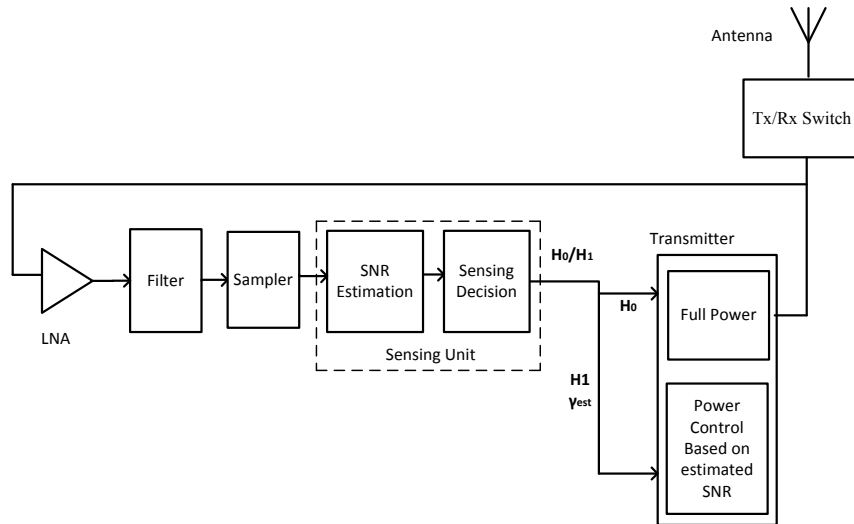 Antenna
Tx/Rx Switch
LNA
Filter
Sampler
SNR
Estimation
Sensing
Decision
Sensing Unit
H₀/H₁
H₀
H1
γest
Transmitter
Full Power
Power
Control
Based on
estimated
SNR